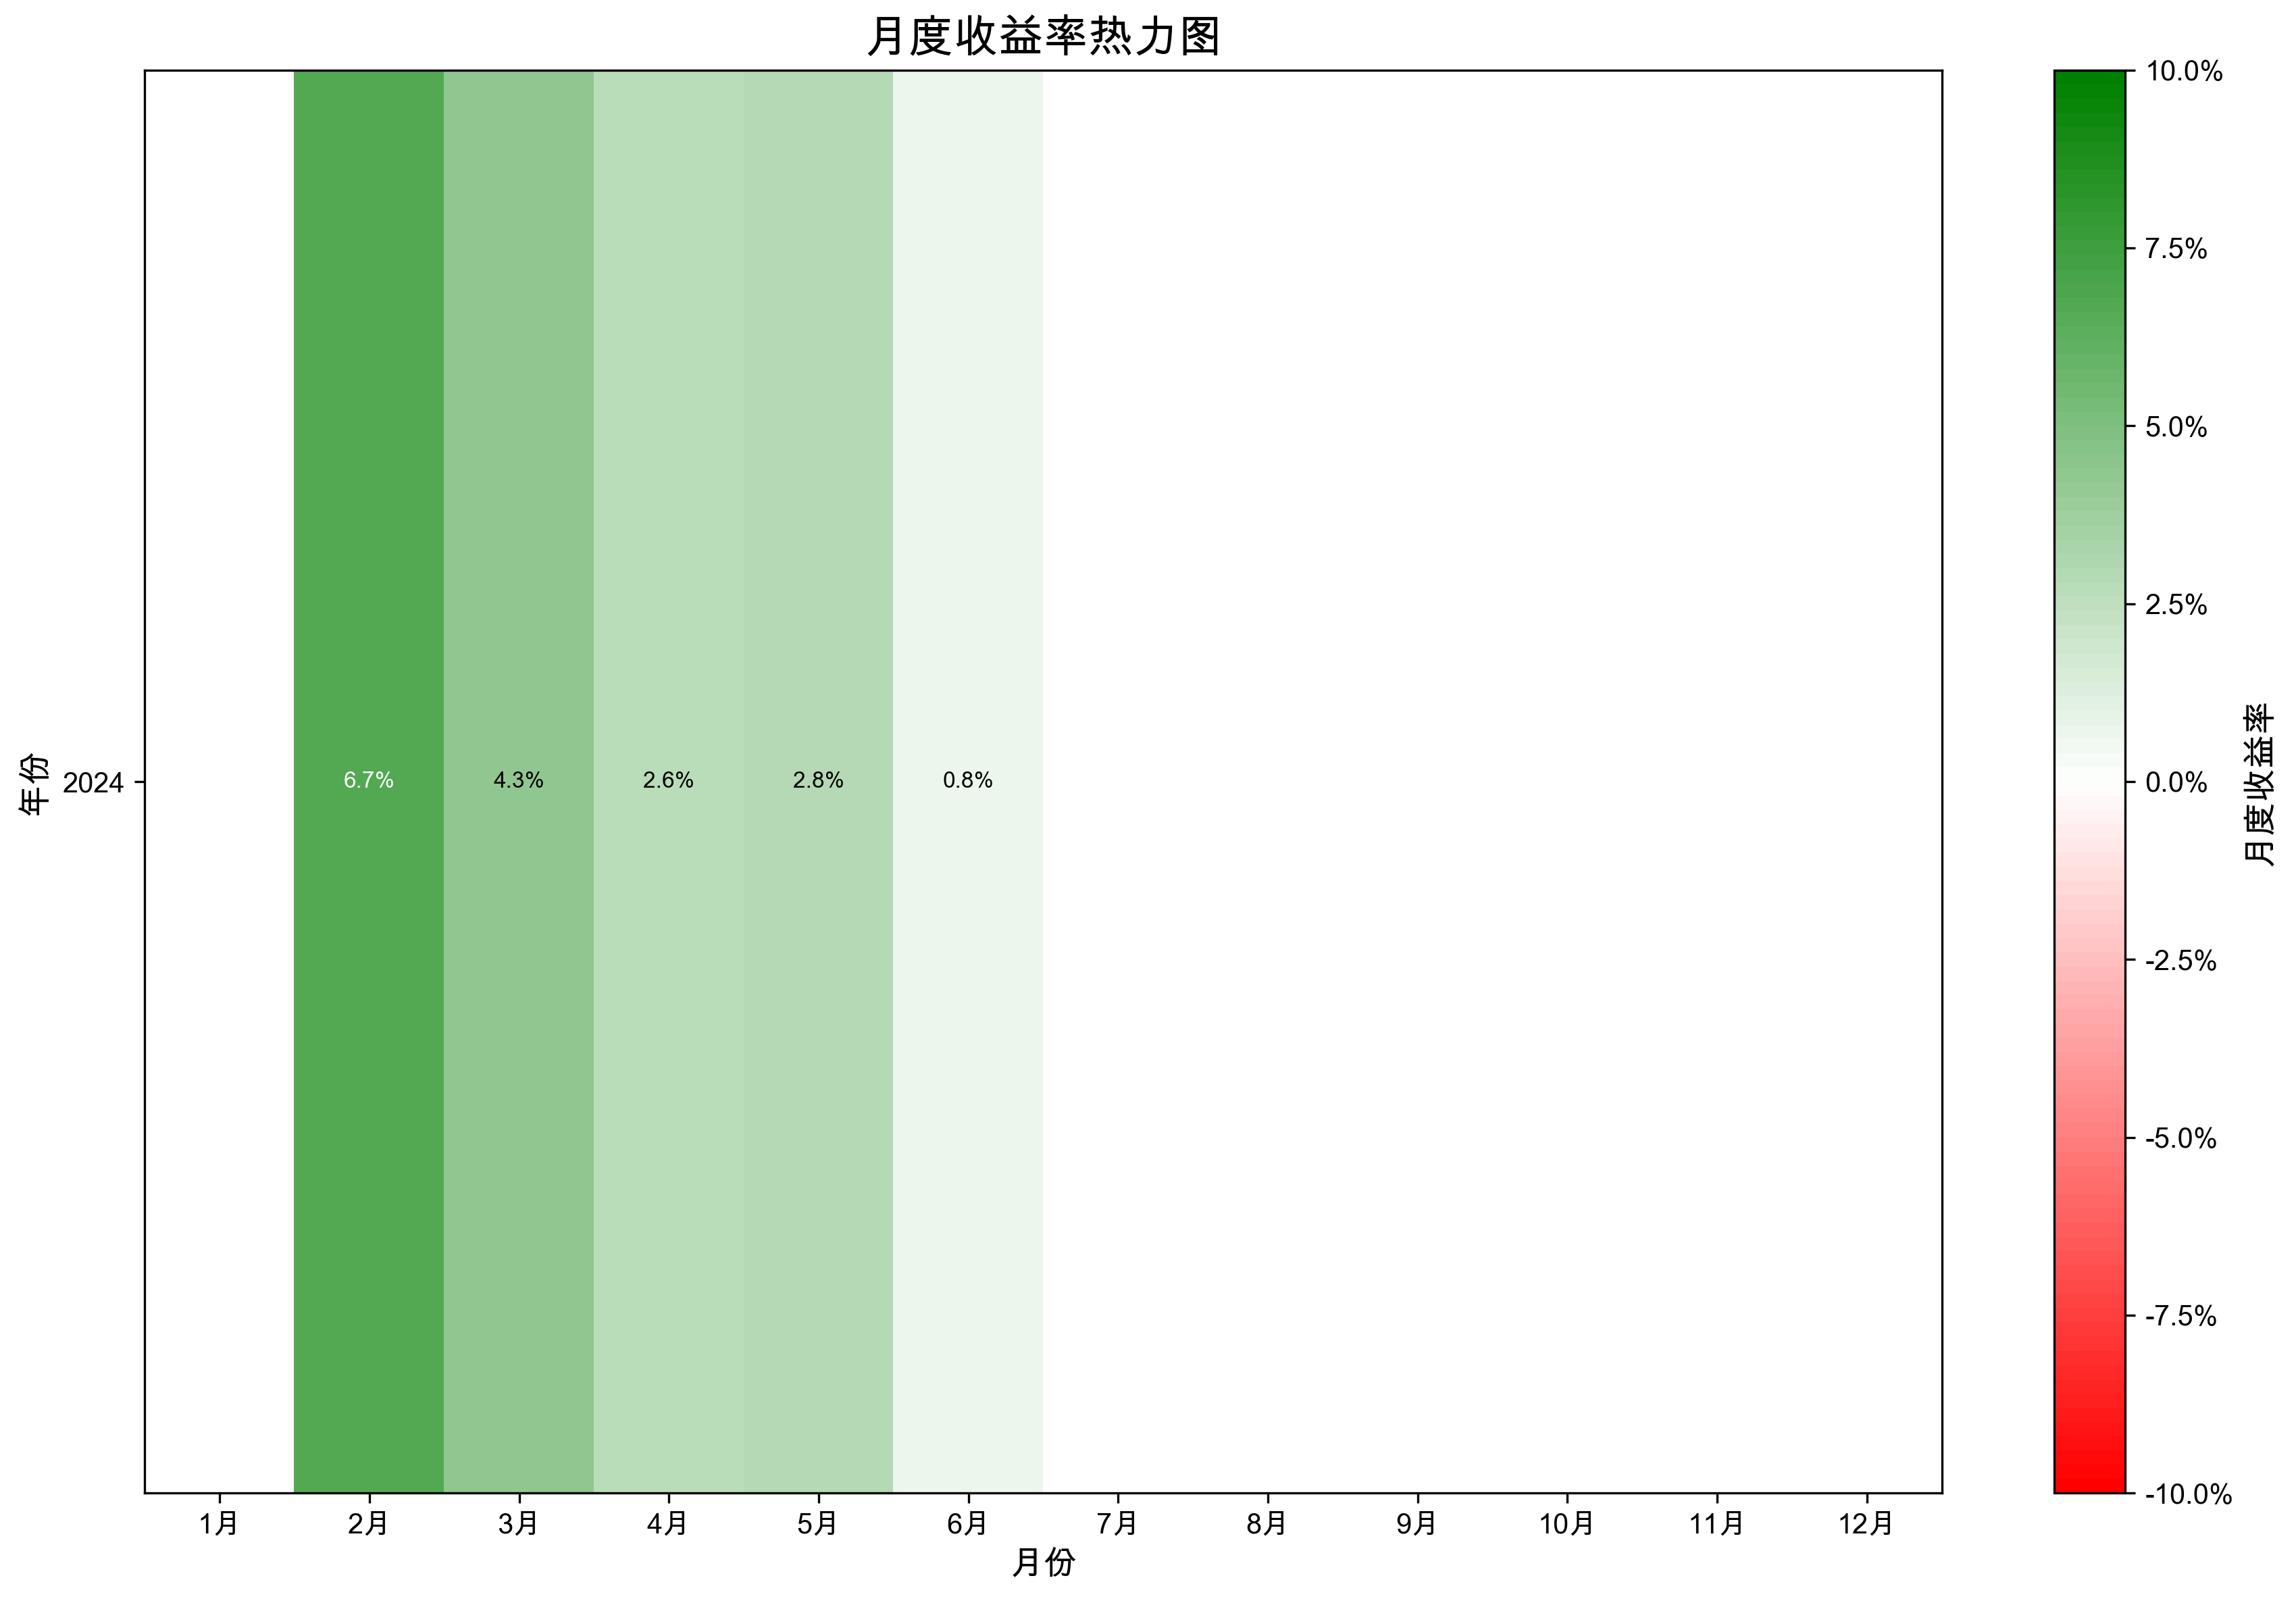 月度收益率热力图
年份
2024
6.7%
4.3%
2.6%
2.8%
0.8%
1月
2月
3月
4月
5月
6月
7月
8月
9月
10月
11月
12月
月份
10.0%
7.5%
5.0%
2.5%
0.0%
-2.5%
-5.0%
-7.5%
-10.0%
月度收益率